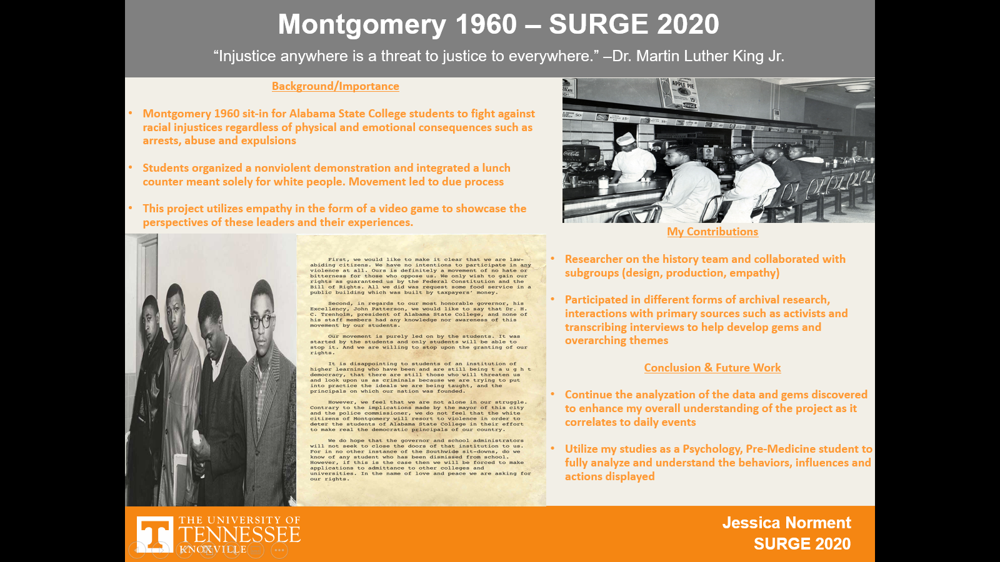 Montgomery 1960 – SURGE 2020
“Injustice anywhere is a threat to justice to everywhere.” –Dr. Martin Luther King Jr.
Background/Importance
• Montgomery 1960 sit-in for Alabama State College students to fight against
racial injustices regardless of physical and emotional consequences such as
arrests, abuse and expulsions
• Students organized a nonviolent demonstration and integrated a lunch
counter meant solely for white people. Movement led to due process
• This project utilizes empathy in the form of a video game to showcase the
perspectives of these leaders and their experiences.
First, we would like to make it clear that we are law-
abiding citizens. We have no intentions to participate in any
violence at all. Ours is definitely a movement of no hate or
bitterness for those who oppose us. We only wish to gain our
rights as guaranteed us by the Federal Constitution and the
Bill of Rights. All we did was request some food service in a
public building which was built by taxpayers' money.
Second, in regards to our most honorable governor, his
Excellency, John Patterson, we would like to say that Dr. H.
C. Trenholm, president of Alabama State College, and none of
his staff members had any knowledge nor awareness of this
movement by our students.
Our movement is purely led on by the students. It was
started by the students and only students will be able to
stop it. And we are willing to stop upon the granting of our
rights.
It is disappointing to students of an institution of
higher learning who have been and are still being t a u g h t
democracy, that there are still those who will threaten us
and look upon us as criminals because we are trying to put
into practice the ideals we are being taught, and the
principals on which our nation was founded.
However, we feel that we are not alone in our struggle.
Contrary to the implications made by the mayor of this city
and the police commissioner, we do not feel that the white
citizens of Montgomery will resort to violence in order to
deter the students of Alabama State College in their effort
to make real the democratic principals of our country.
We do hope that the governor and school administrators
will not seek to close the doors of that institution to us.
For in no other instance of the Southwide sit-downs, do we
know of any student who has been dismissed from school.
However, if this is the case then we will be forced to make
applications to admittance to other colleges and
universities. In the name of love and peace we are asking for
our rights.
APPLE PIE
15¢
Coca-Cola
Coca-Cola
My Contributions
• Researcher on the history team and collaborated with
subgroups (design, production, empathy)
• Participated in different forms of archival research,
interactions with primary sources such as activists and
transcribing interviews to help develop gems and
overarching themes
Conclusion & Future Work
• Continue the analyzation of the data and gems discovered
to enhance my overall understanding of the project as it
correlates to daily events
• Utilize my studies as a Psychology, Pre-Medicine student to
fully analyze and understand the behaviors, influences and
actions displayed
T
THE UNIVERSITY OF
TENNESSEE
KNOXVILLE
Jessica Norment
SURGE 2020